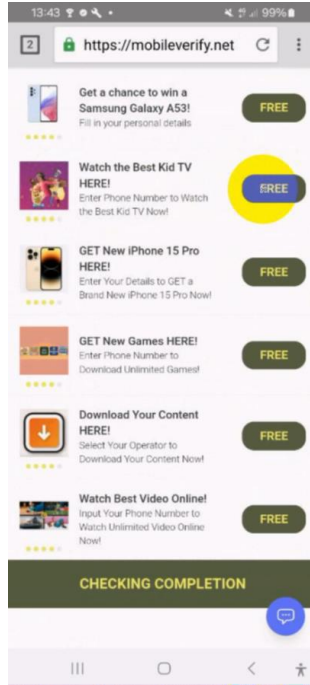 13:43
99%
2
https://mobileverify.net
Get a chance to win a
Samsung Galaxy A53!
Fill in your personal details
FREE
Watch the Best Kid TV
HERE!
Enter Phone Number to Watch
the Best Kid TV Now!
FREE
GET New iPhone 15 Pro
HERE!
Enter Your Details to GET a
Brand New iPhone 15 Pro Now!
FREE
GET New Games HERE!
Enter Phone Number to
Download Unlimited Games!
FREE
Download Your Content
HERE!
Select Your Operator to
Download Your Content Now!
FREE
Watch Best Video Online!
Input Your Phone Number to
Watch Unlimited Video Online
Now!
FREE
CHECKING COMPLETION